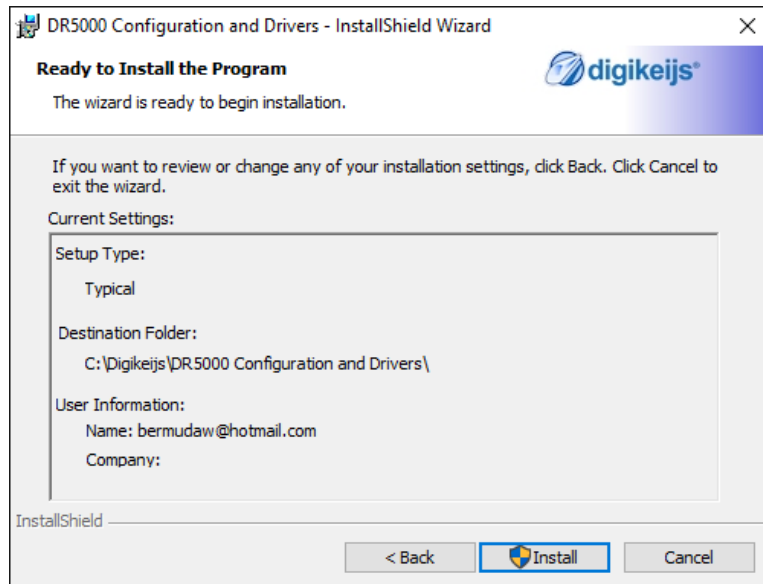 DR5000 Configuration and Drivers - InstallShield Wizard
Ready to Install the Program
digikeijs®
The wizard is ready to begin installation.
If you want to review or change any of your installation settings, click Back. Click Cancel to
exit the wizard.
Current Settings:
Setup Type:
Typical
Destination Folder:
C:\Digikeijs\DR5000 Configuration and Drivers\
User Information:
Name: bermudaw@hotmail.com
Company:
InstallShield
< Back
Install
Cancel